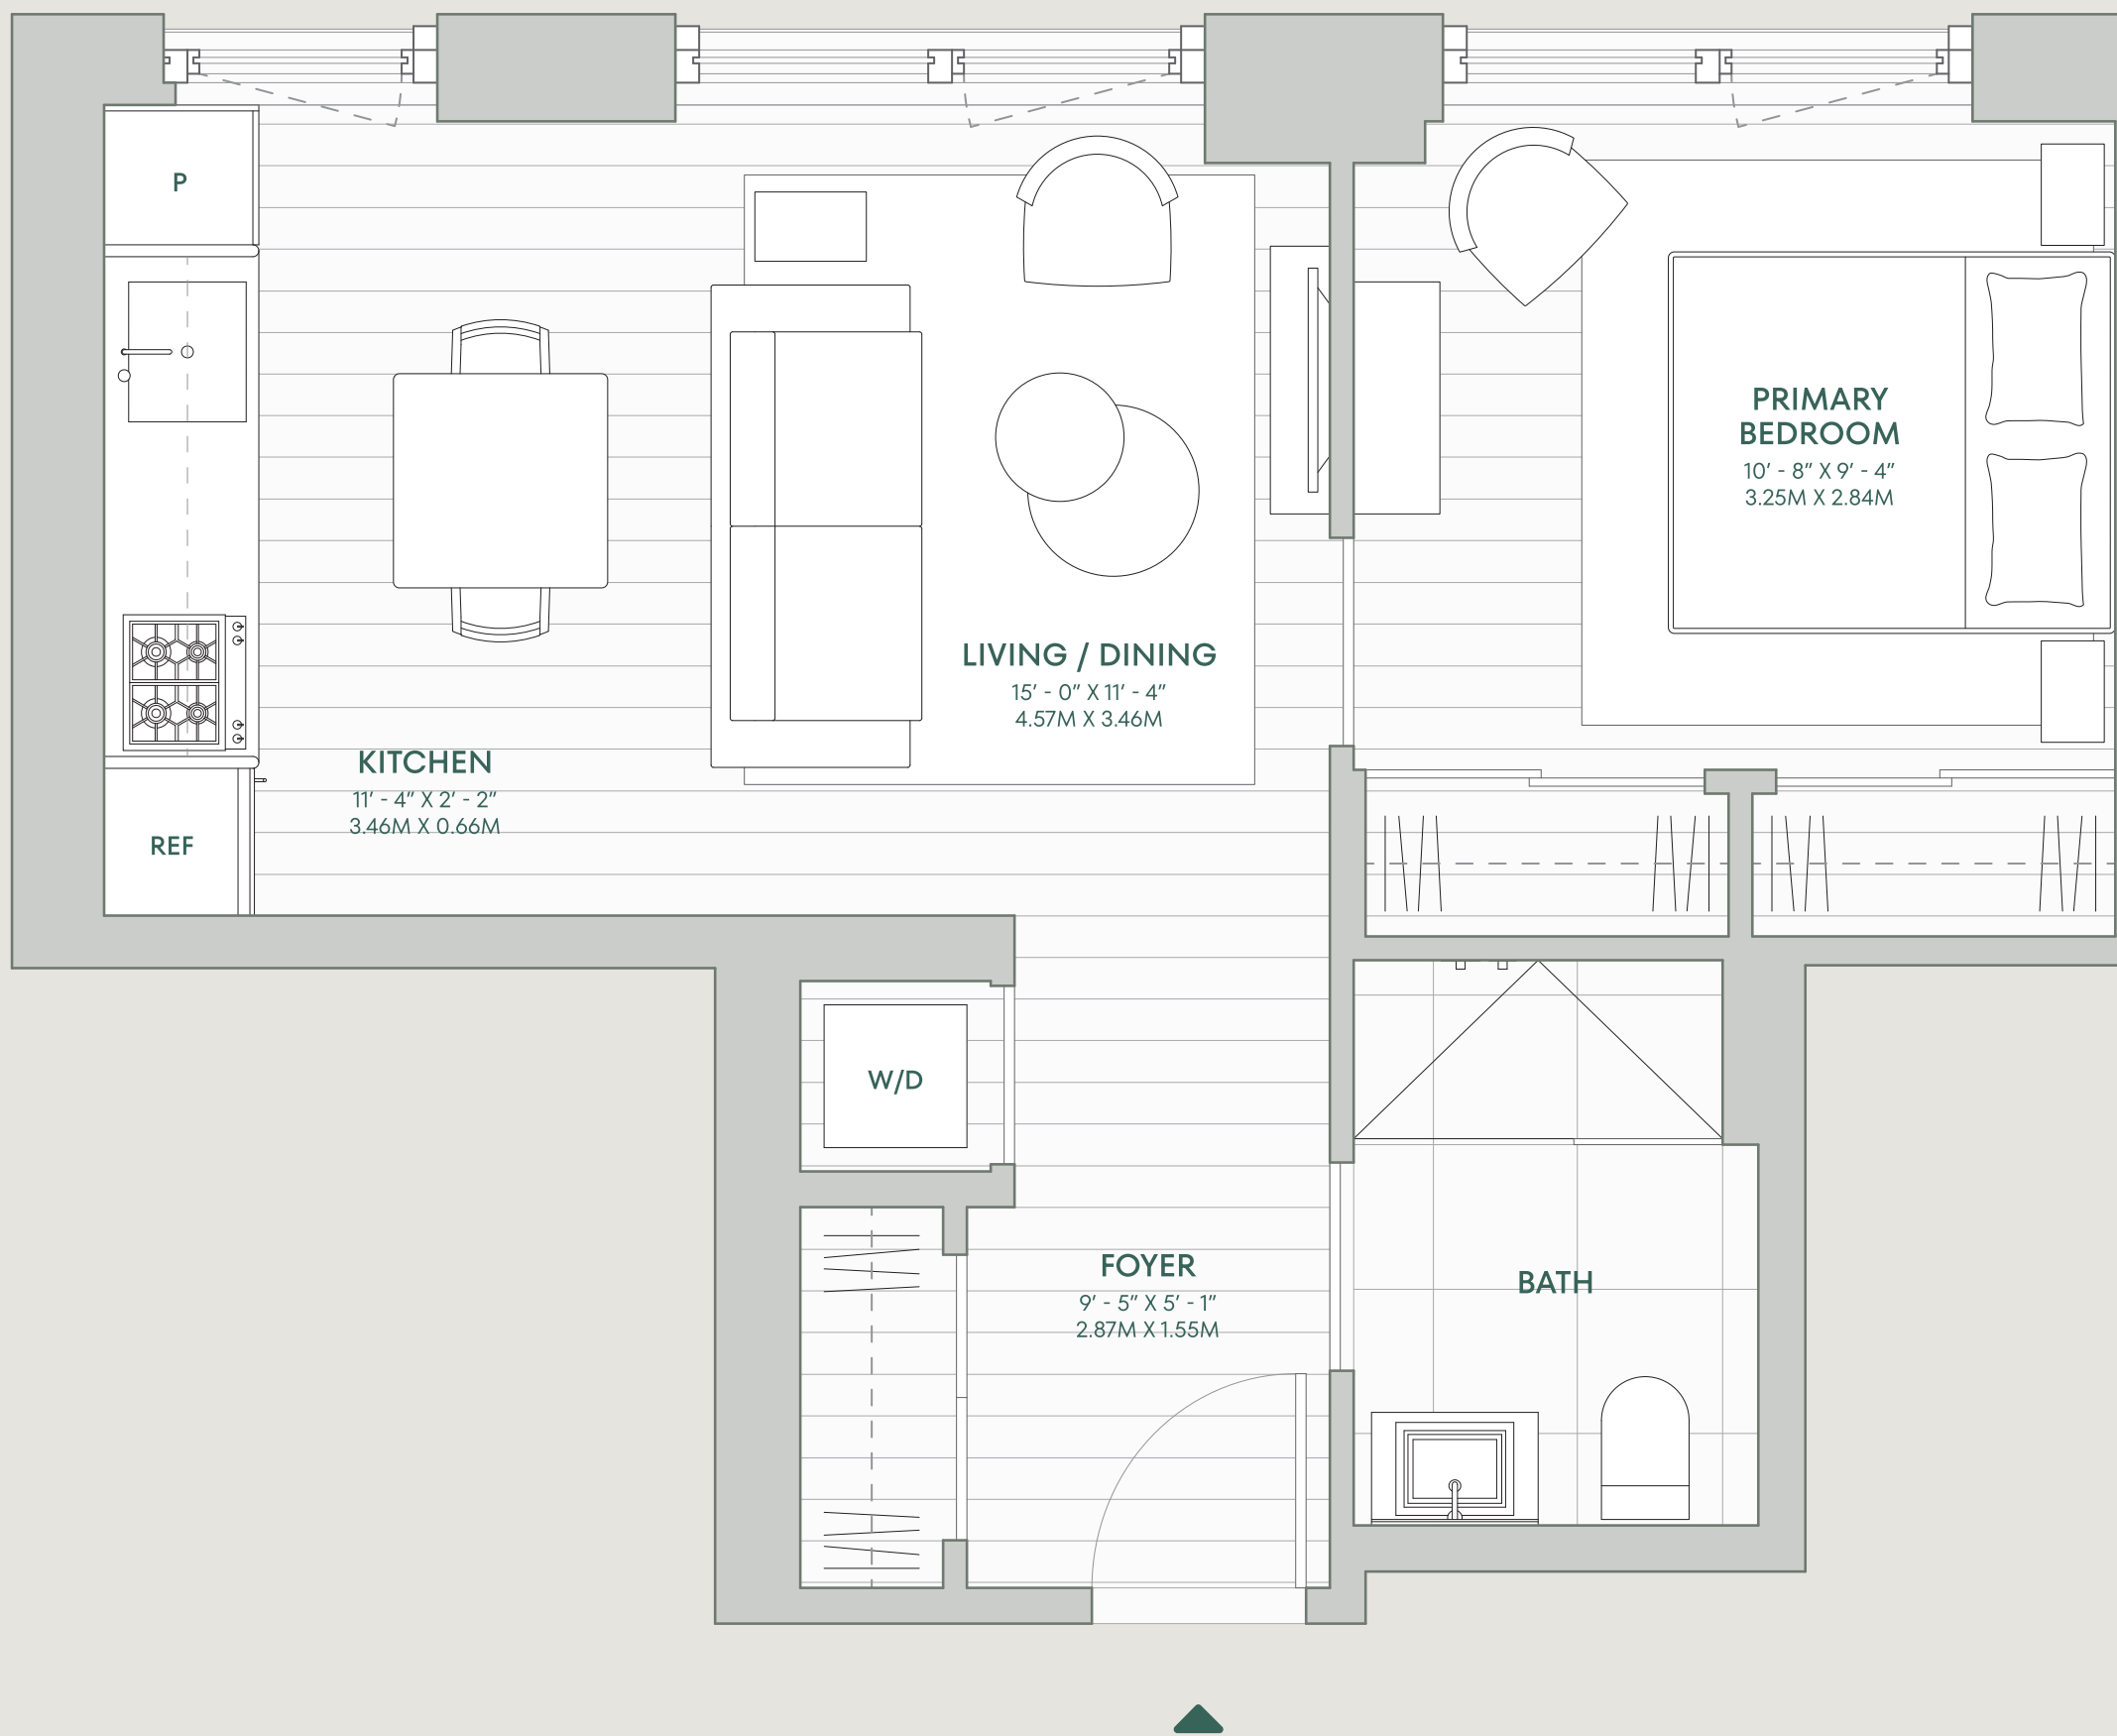 P
PRIMARY
BEDROOM
10’ - 8” X 9’ - 4”
3.25M X 2.84M
LIVING / DINING
15’ - 0” X 11’ - 4”
4.57M X 3.46M
KITCHEN
11’ - 4” X 2’ - 2”
3.46M X 0.66M
REF
W/D
FOYER
9’ - 5” X 5’ - 1”
2.87M X 1.55M
BATH